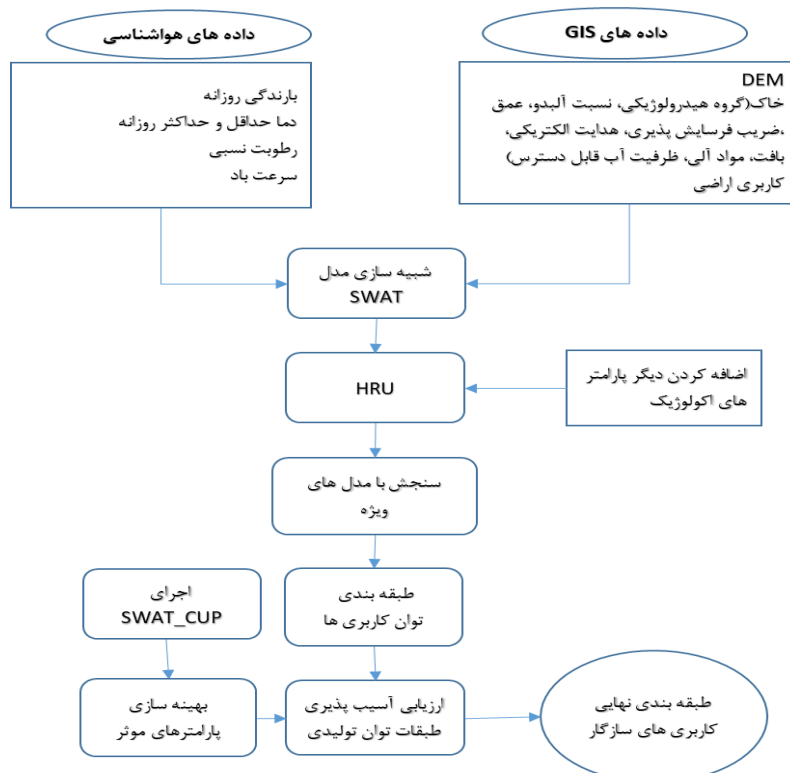 داده های هواشناسی
بارندگی روزانه
دما حداقل و حداکثر روزانه
رطوبت نسبی
سرعت باد
داده های GIS
DEM
خاک(گروه هیدرولوژیکی، نسبت آلبدو، عمق
،ضریب فرسایش پذیری، هدایت الکتریکی،
بافت، مواد آلی، ظرفیت آب قابل دسترس)
کاربری اراضی
شبیه سازی مدل
SWAT
HRU
اضافه کردن دیگر پارامتر
های اکولوژیک
سنجش با مدل های
ویژه
طبقه بندی
توان کاربری ها
اجرای
SWAT_CUP
بهینه سازی
پارامترهای موثر
ارزیابی آسیب پذیری
طبقات توان تولیدی
طبقه بندی نهایی
کاربری های سازگار